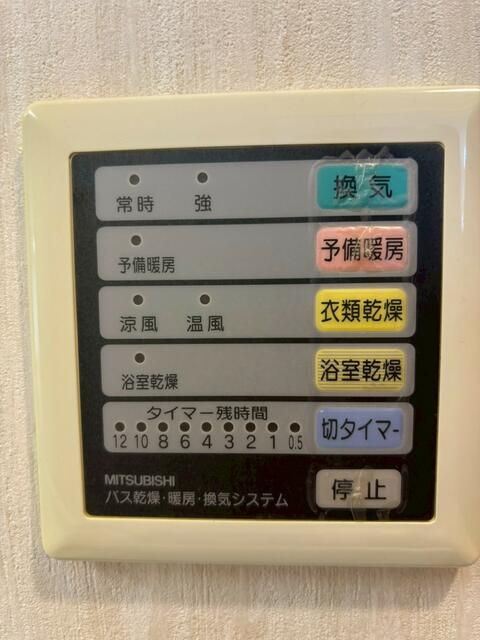 換気
常時 強
予備暖房
予備暖房
衣類乾燥
涼風 温風
浴室乾燥
浴室乾燥
タイマー残時間
切タイマー
12 10 8 6 4 3 2 1 0.5
MITSUBISHI
停止
バス乾燥・暖房・換気システム